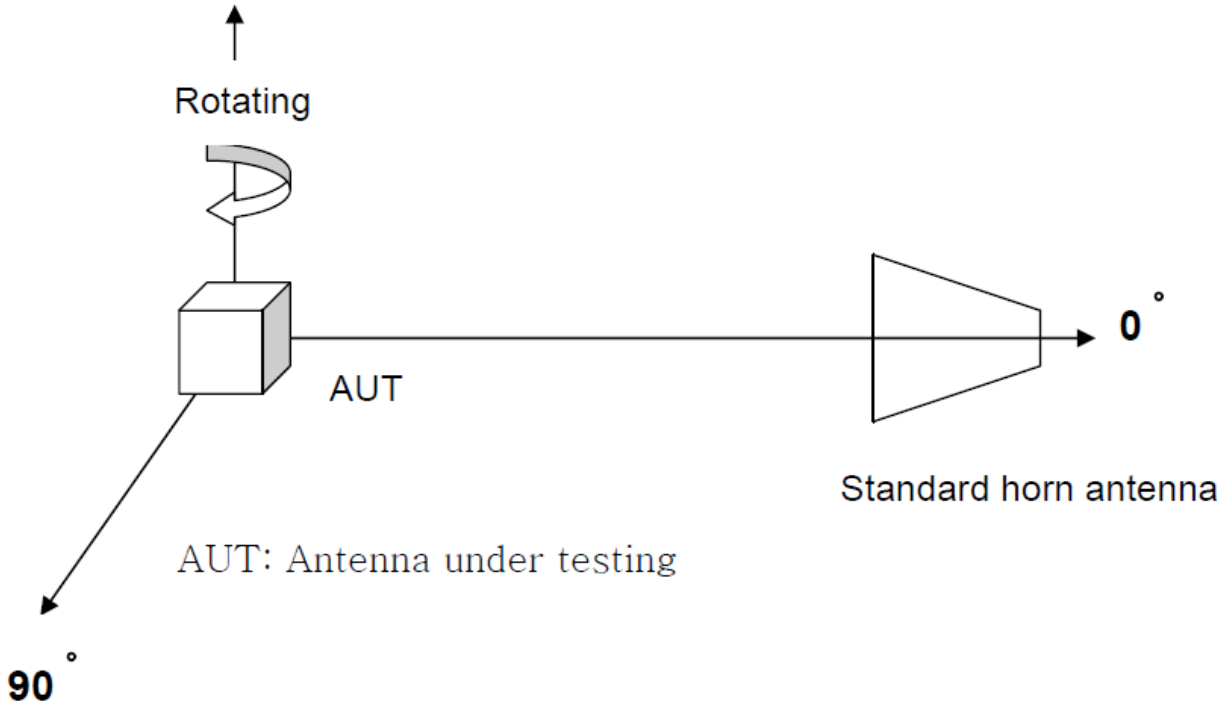 Rotating
0°
AUT
Standard horn antenna
AUT: Antenna under testing
90°